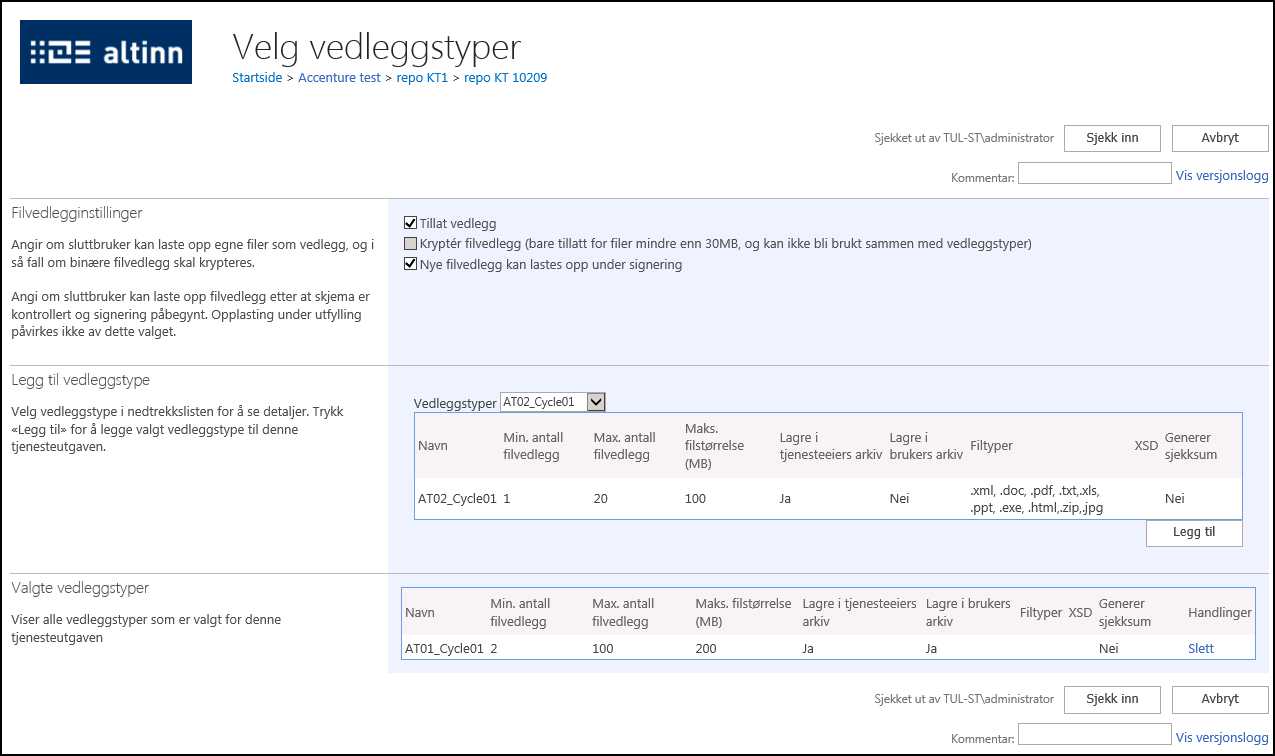 altinn
Velg vedleggstyper
Startside > Accenture test > repo KT1 > repo KT 10209
Sjekket ut av TUL-ST\administrator Sjekk inn Avbryt
Kommentar: Vis versjonslogg
Filvedlegginstillinger
Angir om sluttbruker kan laste opp egne filer som vedlegg, og i
så fall om binære filvedlegg skal krypteres.
Angi om sluttbruker kan laste opp filvedlegg etter at skjema er
kontrollert og signering påbegynt. Opplasting under utfylling
påvirkes ikke av dette valget.
Tillat vedlegg
Kryptér filvedlegg (bare tillatt for filer mindre enn 30MB, og kan ikke bli brukt sammen med vedleggstyper)
Nye filvedlegg kan lastes opp under signering
Legg til vedleggstype
Velg vedleggstype i nedtrekkslisten for å se detaljer. Trykk
«Legg til» for å legge valgt vedleggstype til denne
tjenesteutgaven.
Vedleggstyper AT02_Cycle01
Navn Min. antall filvedlegg Max. antall filvedlegg Maks. filstørrelse (MB) Lagre i tjenesteeiers arkiv Lagre i brukers arkiv Filtyper XSD Generer sjekksum
AT02_Cycle01 1 20 100 Ja Nei .xml, .doc, .pdf, .txt,.xls, .ppt, .exe, .html,.zip,.jpg Nei
Legg til
Valgte vedleggstyper
Viser alle vedleggstyper som er valgt for denne
tjenesteutgaven
Navn Min. antall filvedlegg Max. antall filvedlegg Maks. filstørrelse (MB) Lagre i tjenesteeiers arkiv Lagre i brukers arkiv Filtyper XSD Generer sjekksum Handlinger
AT01_Cycle01 2 100 200 Ja Ja Nei Slett
Sjekket ut av TUL-ST\administrator Sjekk inn Avbryt
Kommentar: Vis versjonslogg